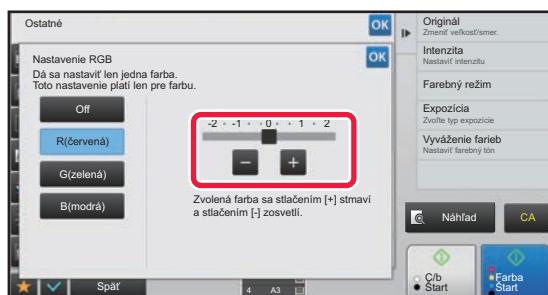 Ostatné
OK
Nastavenie RGB
OK
Dá sa nastaviť len jedna farba.
Toto nastavenie platí len pre farbu.
Off
R(červená)
G(zelená)
B(modrá)
-2 -1 0 1 2
- +
Zvolená farba sa stlačením [+] stmaví
a stlačením [-] zosvetlí.
Späť
4 A3
Originál
Zmeniť veľkosť/smer.
Intenzita
Nastaviť intenzitu
Farebný režim
Expozícia
Zvoľte typ expozície
Vyváženie farieb
Nastaviť farebný tón
Náhľad
CA
Č/b
Štart
Farba
Štart